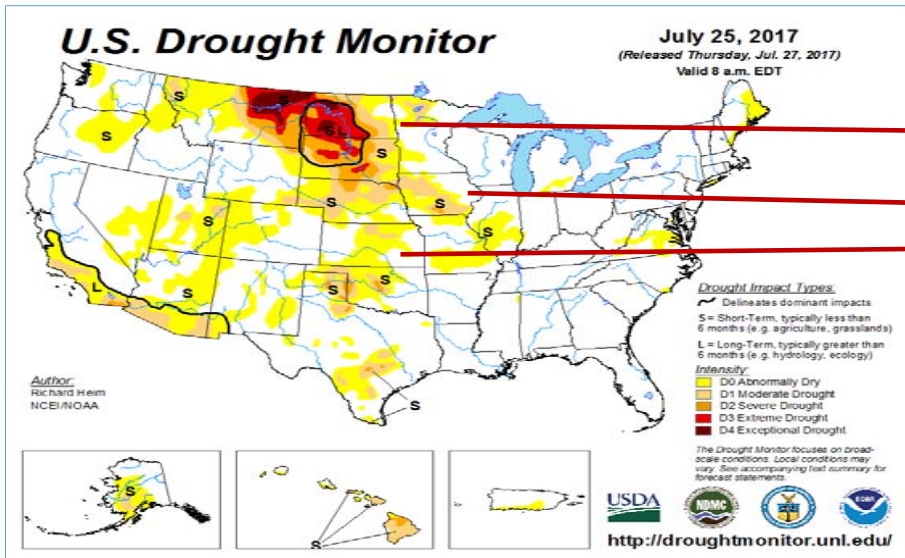 U.S. Drought Monitor
July 25, 2017
(Released Thursday, Jul. 27, 2017)
Valid 8 a.m. EDT
S
S
S
S L
S
S
S
S
S
L
S
S
S
S
Drought Impact Types:
Delineates dominant impacts
S = Short-Term, typically less than
6 months (e.g. agriculture, grasslands)
L = Long-Term, typically greater than
6 months (e.g. hydrology, ecology)
Intensity:
D0 Abnormally Dry
D1 Moderate Drought
D2 Severe Drought
D3 Extreme Drought
D4 Exceptional Drought
Author:
Richard Heim
NCEI/NOAA
The Drought Monitor focuses on broad-
scale conditions. Local conditions may
vary. See accompanying text summary for
forecast statements.
S
S
USDA
NDMC
http://droughtmonitor.unl.edu/